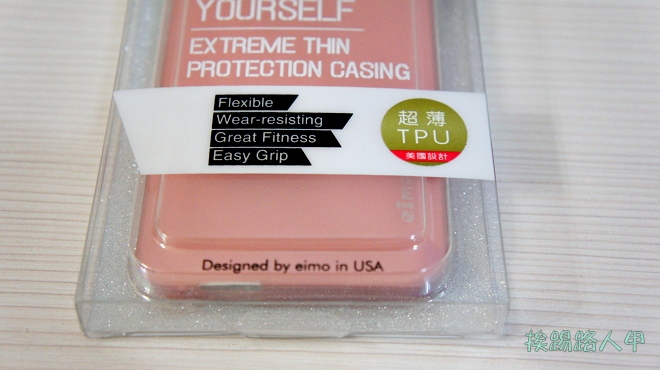 YOURSELF
EXTREME THIN
PROTECTION CASING
Flexible
Wear-resisting
Great Fitness
Easy Grip
超薄
TPU
美國設計
eimo
Designed by eimo in USA
挨踢路人甲